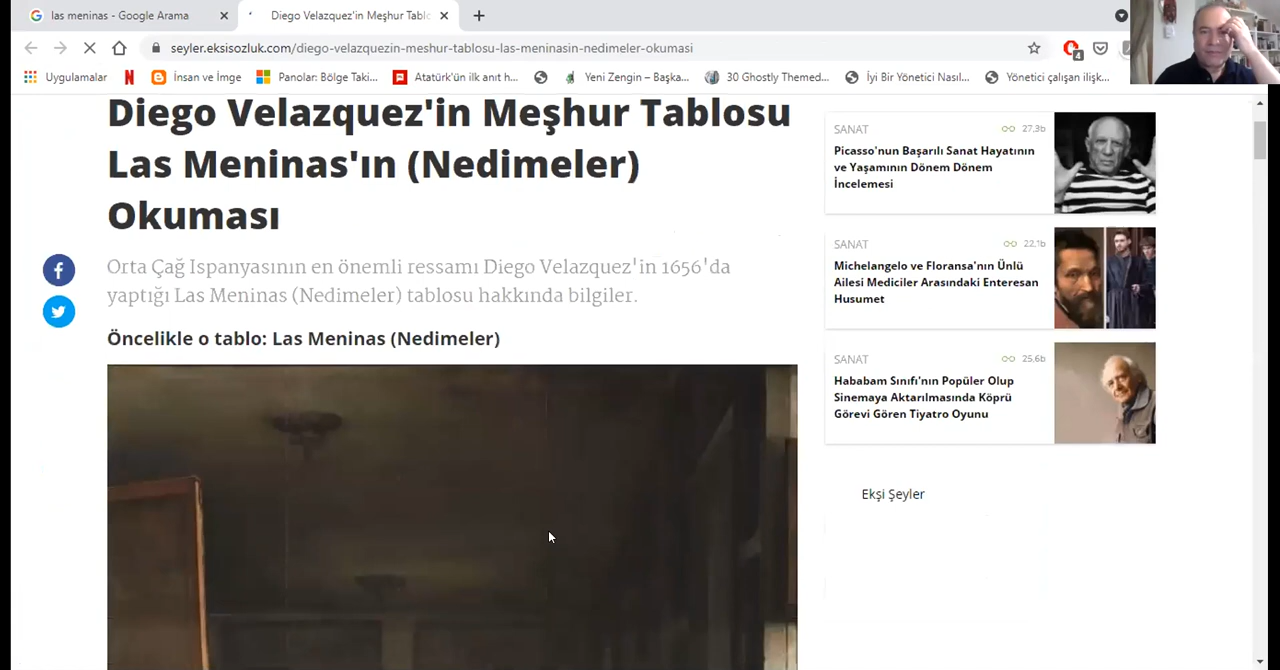 las meninas - Google Arama
Diego Velazquez'in Meşhur Tablo
seyler.eksisozluk.com/diego-velazquezin-meshur-tablosu-las-meninasin-nedimeler-okumasi
4
Uygulamalar
İnsan ve İmge
Panolar: Bölge Taki...
Atatürk'ün ilk anıt h...
Yeni Zengin – Başka...
30 Ghostly Themed...
İyi Bir Yönetici Nasıl...
Yönetici çalışan ilişk...
Diego Velazquez'in Meşhur Tablosu
Las Meninas'ın (Nedimeler)
Okuması
Orta Çağ Ispanyasının en önemli ressamı Diego Velazquez'in 1656'da
yaptığı Las Meninas (Nedimeler) tablosu hakkında bilgiler.
Öncelikle o tablo: Las Meninas (Nedimeler)
SANAT
27,3b
Picasso'nun Başarılı Sanat Hayatının
ve Yaşamının Dönem Dönem
İncelemesi
SANAT
22,1b
Michelangelo ve Floransa'nın Ünlü
Ailesi Mediciler Arasındaki Enteresan
Husumet
SANAT
25,6b
Hababam Sınıfı'nın Popüler Olup
Sinemaya Aktarılmasında Köprü
Görevi Gören Tiyatro Oyunu
Ekşi Şeyler